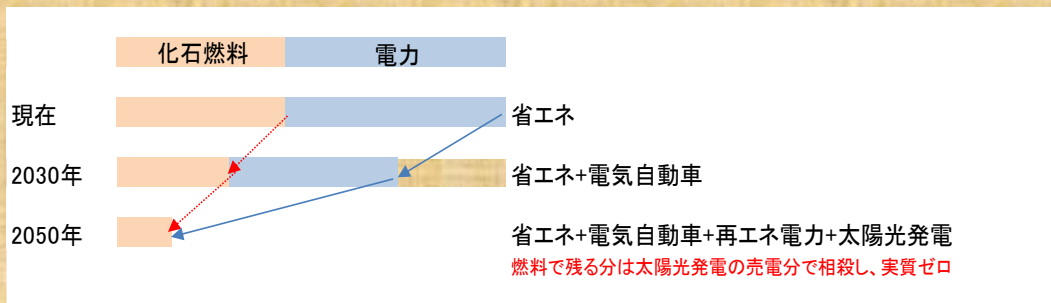 化石燃料 電力
現在 省エネ
2030年 省エネ+電気自動車
2050年 省エネ+電気自動車+再エネ電力+太陽光発電
燃料で残る分は太陽光発電の売電分で相殺し、実質ゼロ